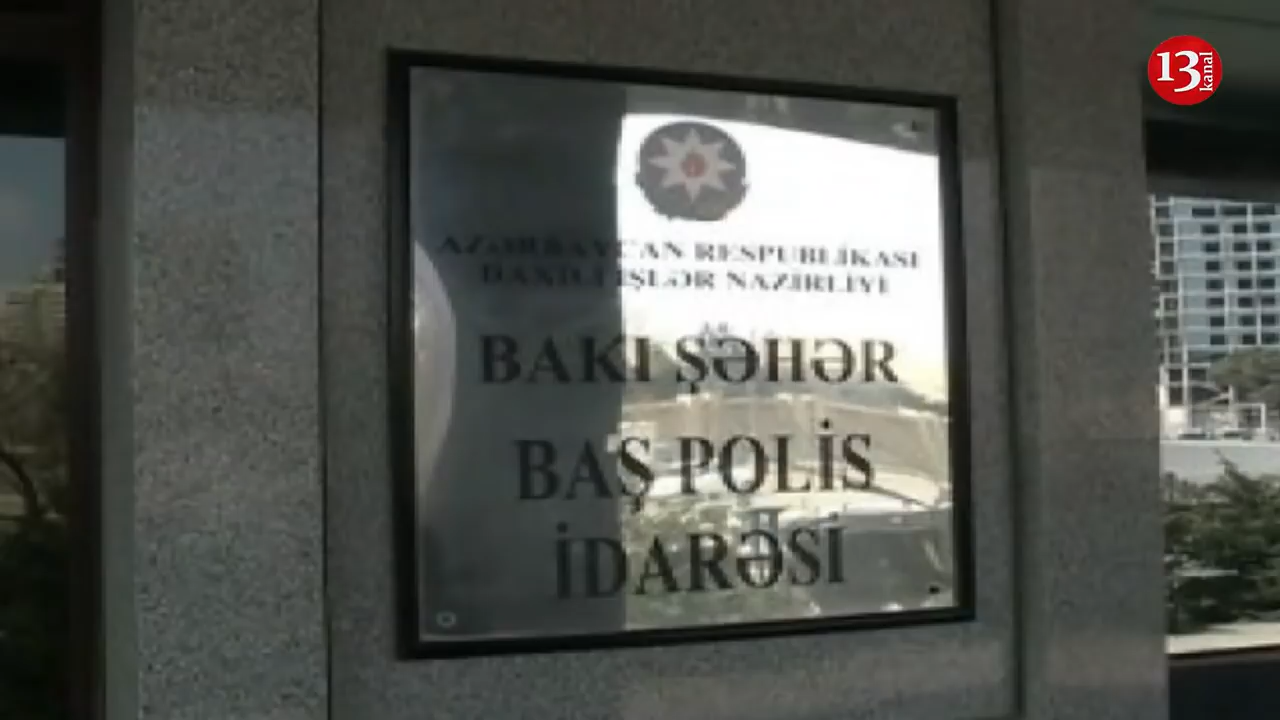 13 kanal
AZƏRBAYCAN RESPUBLİKASI
DAXİLİ İŞLƏR NAZİRLİYİ
BAKI ŞƏHƏR
BAŞ POLİS
İDARƏSİ